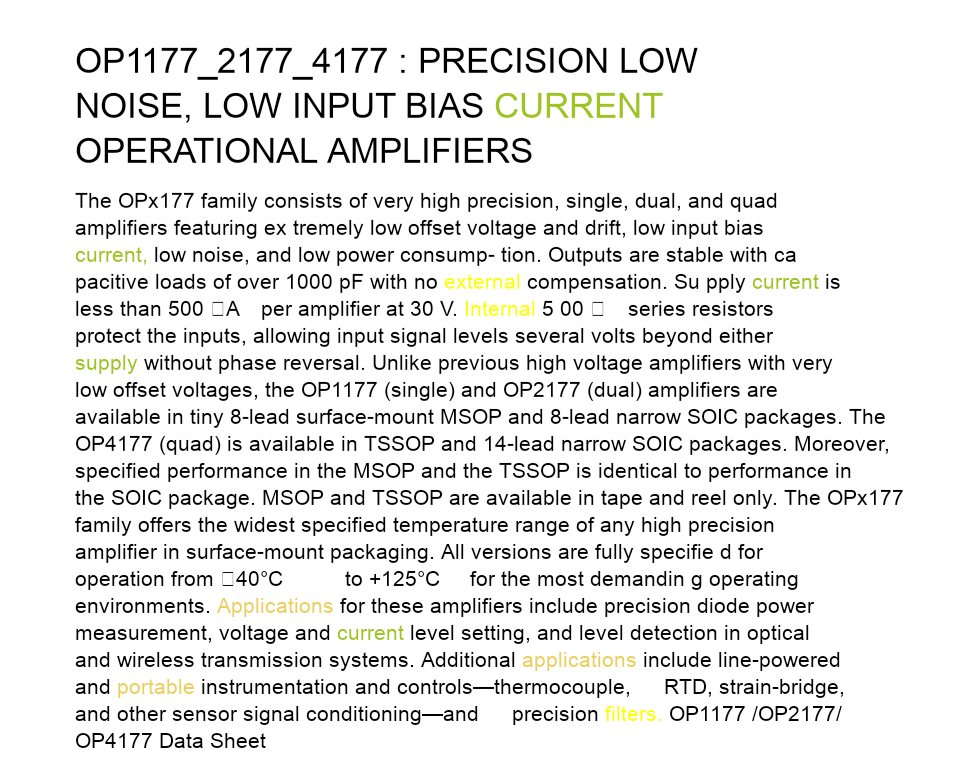 OP1177_2177_4177 : PRECISION LOW
NOISE, LOW INPUT BIAS CURRENT
OPERATIONAL AMPLIFIERS
The OPx177 family consists of very high precision, single, dual, and quad
amplifiers featuring ex tremely low offset voltage and drift, low input bias
current, low noise, and low power consump- tion. Outputs are stable with ca
pacitive loads of over 1000 pF with no external compensation. Su pply current is
less than 500 □A per amplifier at 30 V. Internal 5 00 □ series resistors
protect the inputs, allowing input signal levels several volts beyond either
supply without phase reversal. Unlike previous high voltage amplifiers with very
low offset voltages, the OP1177 (single) and OP2177 (dual) amplifiers are
available in tiny 8-lead surface-mount MSOP and 8-lead narrow SOIC packages. The
OP4177 (quad) is available in TSSOP and 14-lead narrow SOIC packages. Moreover,
specified performance in the MSOP and the TSSOP is identical to performance in
the SOIC package. MSOP and TSSOP are available in tape and reel only. The OPx177
family offers the widest specified temperature range of any high precision
amplifier in surface-mount packaging. All versions are fully specifie d for
operation from □40°C to +125°C for the most demandin g operating
environments. Applications for these amplifiers include precision diode power
measurement, voltage and current level setting, and level detection in optical
and wireless transmission systems. Additional applications include line-powered
and portable instrumentation and controls—thermocouple, RTD, strain-bridge,
and other sensor signal conditioning—and precision filters. OP1177 /OP2177/
OP4177 Data Sheet